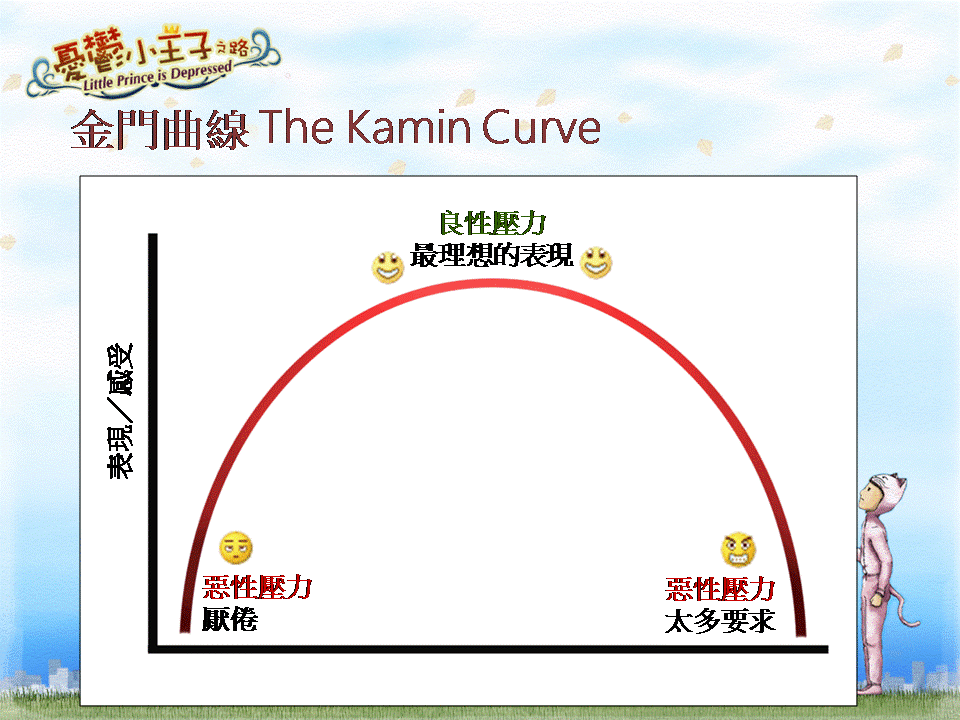 憂鬱小王子之路
Little Prince is Depressed
金門曲線 The Kamin Curve
良性壓力
最理想的表現
表現／感受
惡性壓力
厭倦
惡性壓力
太多要求